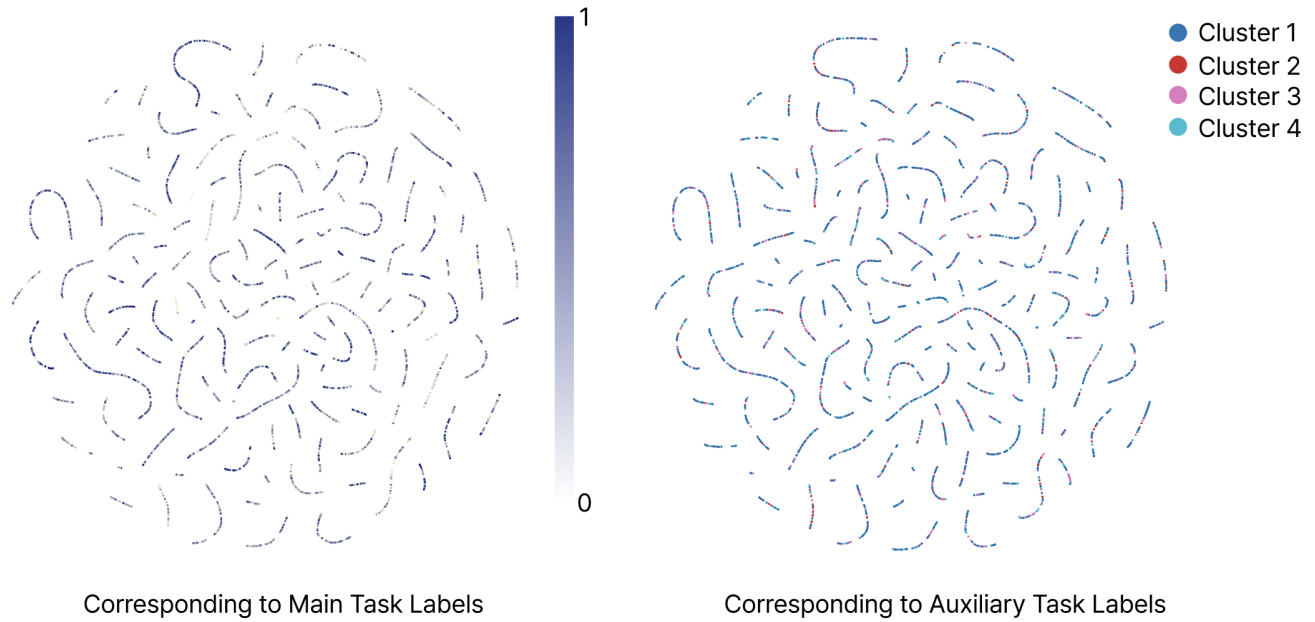 1
0
Cluster 1
Cluster 2
Cluster 3
Cluster 4
Corresponding to Main Task Labels
Corresponding to Auxiliary Task Labels